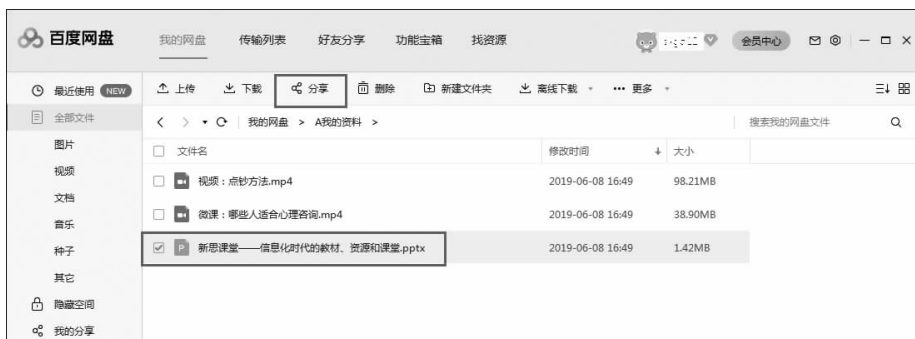 百度网盘 我的网盘 传输列表 好友分享 功能宝箱 找资源 会员中心
最近使用 NEW 上传 下载 分享 删除 新建文件夹 离线下载 更多
全部文件 我的网盘 > A我的资料 > 搜索我的网盘文件
图片 文件名 修改时间 大小
视频 视频：点钞方法.mp4 2019-06-08 16:49 98.21MB
文档
音乐 微课：哪些人适合心理咨询.mp4 2019-06-08 16:49 38.90MB
种子 新思课堂——信息化时代的教材、资源和课堂.pptx 2019-06-08 16:49 1.42MB
其它
隐藏空间
我的分享